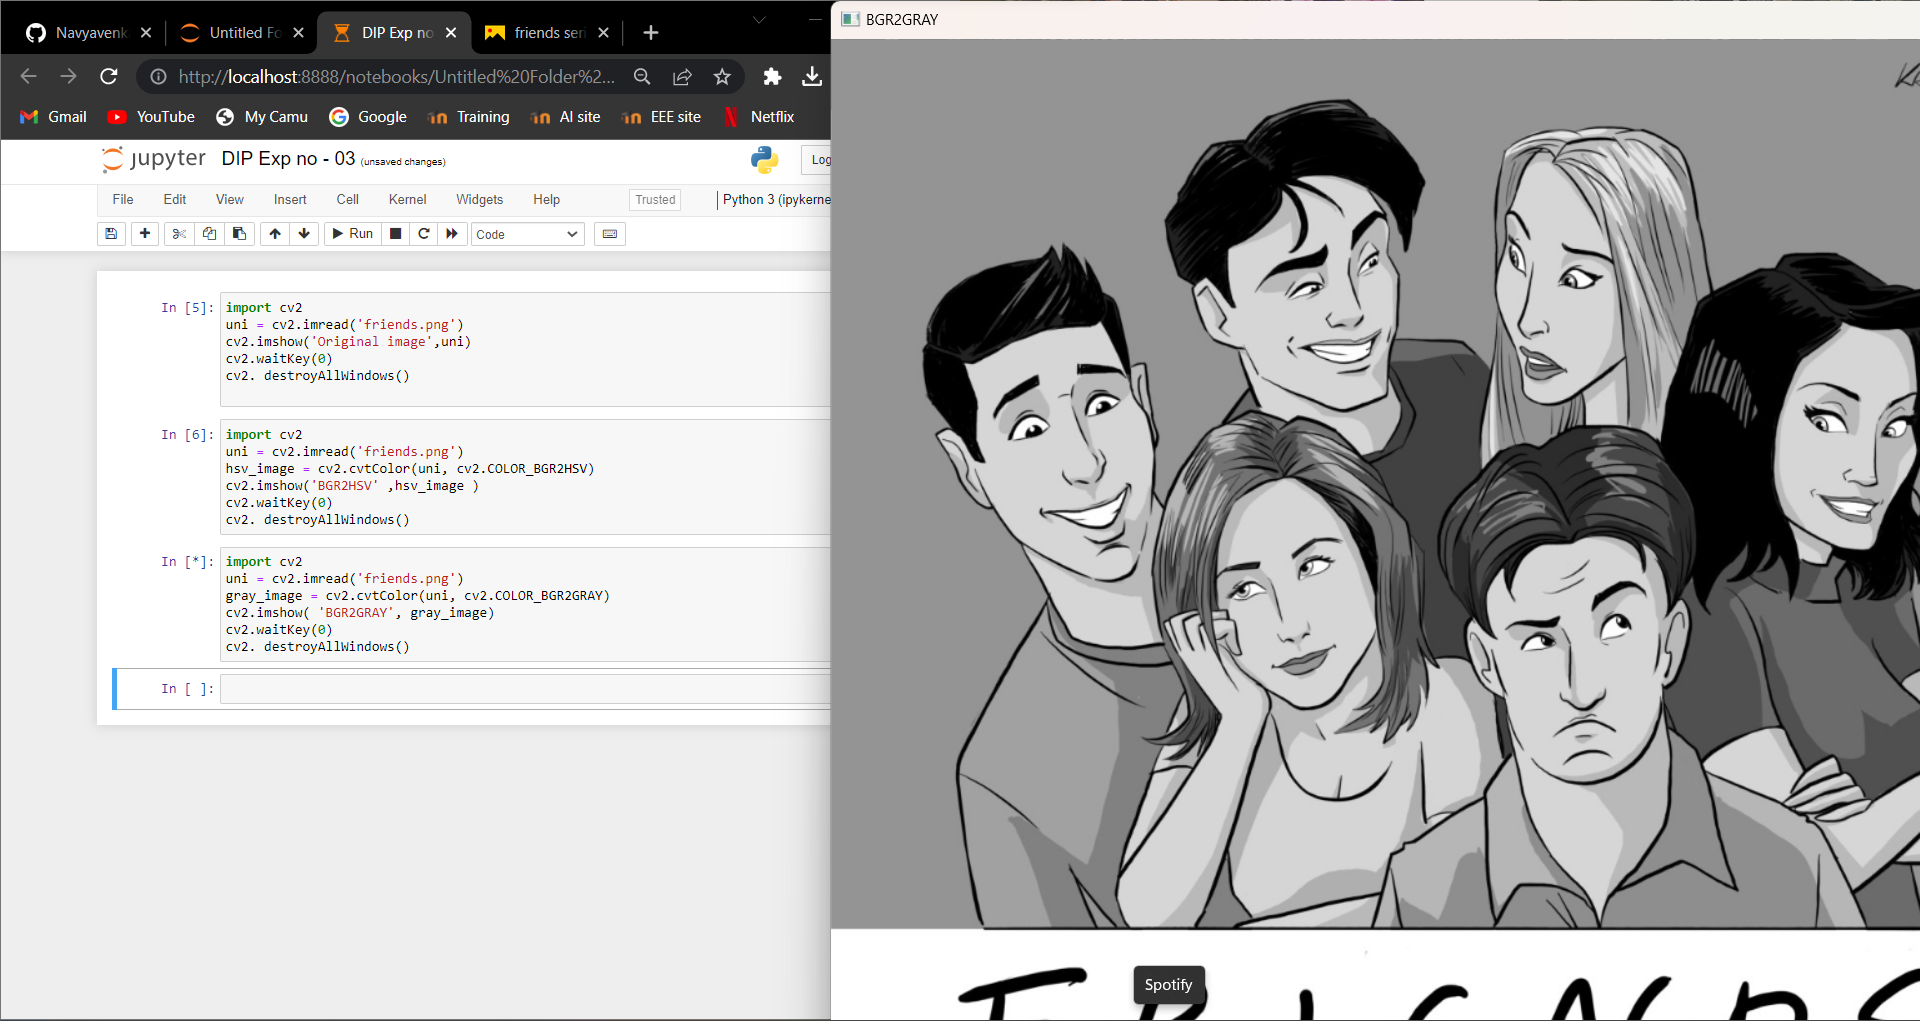 Navyavenk
Untitled Fo
DIP Exp no
friends seri
http://localhost:8888/notebooks/Untitled%20Folder%2...
Gmail
YouTube
My Camu
Google
Training
AI site
EEE site
Netflix
jupyter
DIP Exp no - 03 (unsaved changes)
Log
File
Edit
View
Insert
Cell
Kernel
Widgets
Help
Trusted
Python 3 (ipykerne
Run
Code
In [5]:
import cv2
uni = cv2.imread('friends.png')
cv2.imshow('Original image',uni)
cv2.waitKey(0)
cv2. destroyAllWindows()
In [6]:
import cv2
uni = cv2.imread('friends.png')
hsv_image = cv2.cvtColor(uni, cv2.COLOR_BGR2HSV)
cv2.imshow('BGR2HSV' ,hsv_image )
cv2.waitKey(0)
cv2. destroyAllWindows()
In [*]:
import cv2
uni = cv2.imread('friends.png')
gray_image = cv2.cvtColor(uni, cv2.COLOR_BGR2GRAY)
cv2.imshow( 'BGR2GRAY', gray_image)
cv2.waitKey(0)
cv2. destroyAllWindows()
In [ ]:
BGR2GRAY
Spotify